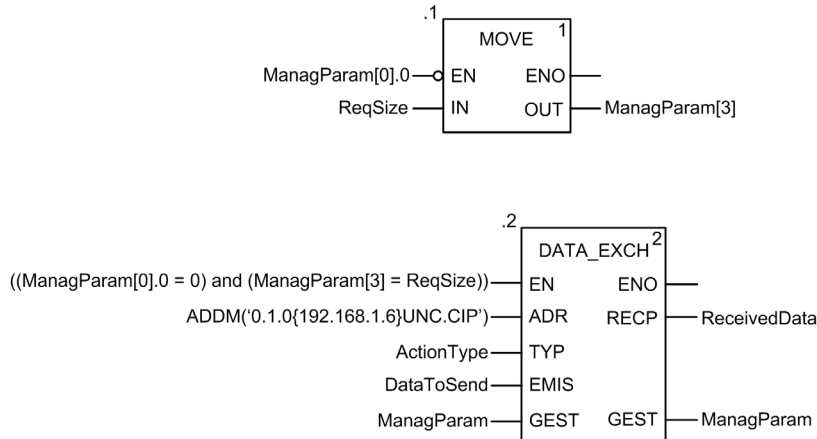 .1
MOVE 1
ManagParam[0].0 EN ENO
ReqSize IN OUT ManagParam[3]
.2
DATA_EXCH 2
((ManagParam[0].0 = 0) and (ManagParam[3] = ReqSize)) EN ENO
ADDM(‘0.1.0{192.168.1.6}UNC.CIP’) ADR RECP ReceivedData
ActionType TYP
DataToSend EMIS
ManagParam GEST GEST ManagParam